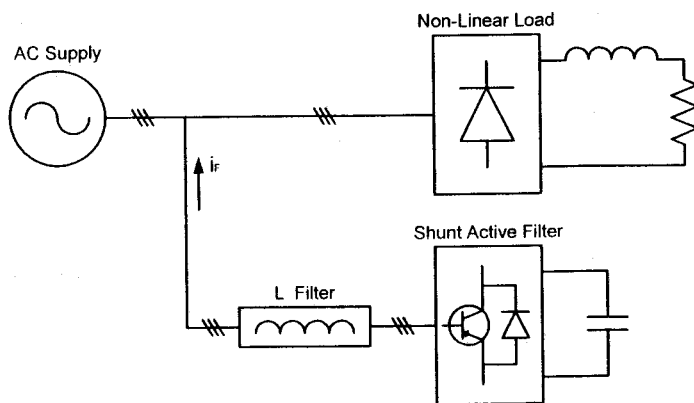 Non-Linear Load
AC Supply
iF
Shunt Active Filter
L Filter